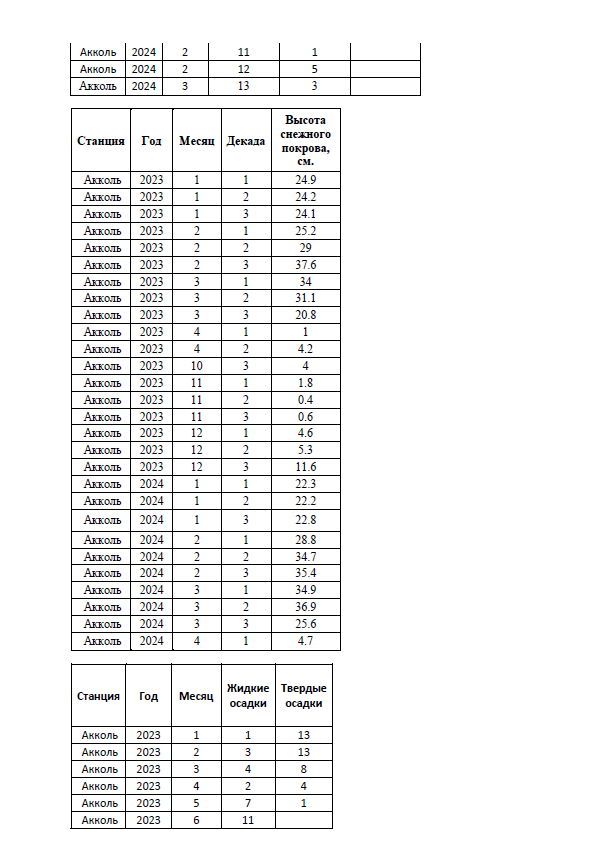 Акколь 2024 2 11 1
Акколь 2024 2 12 5
Акколь 2024 3 13 3
Станция Год Месяц Декада Высота снежного покрова, см.
Акколь 2023 1 1 24.9
Акколь 2023 1 2 24.2
Акколь 2023 1 3 24.1
Акколь 2023 2 1 25.2
Акколь 2023 2 2 29
Акколь 2023 2 3 37.6
Акколь 2023 3 1 34
Акколь 2023 3 2 31.1
Акколь 2023 3 3 20.8
Акколь 2023 4 1 1
Акколь 2023 4 2 4.2
Акколь 2023 10 3 4
Акколь 2023 11 1 1.8
Акколь 2023 11 2 0.4
Акколь 2023 11 3 0.6
Акколь 2023 12 1 4.6
Акколь 2023 12 2 5.3
Акколь 2023 12 3 11.6
Акколь 2024 1 1 22.3
Акколь 2024 1 2 22.2
Акколь 2024 1 3 22.8
Акколь 2024 2 1 28.8
Акколь 2024 2 2 34.7
Акколь 2024 2 3 35.4
Акколь 2024 3 1 34.9
Акколь 2024 3 2 36.9
Акколь 2024 3 3 25.6
Акколь 2024 4 1 4.7
Станция Год Месяц Жидкие осадки Твердые осадки
Акколь 2023 1 1 13
Акколь 2023 2 3 13
Акколь 2023 3 4 8
Акколь 2023 4 2 4
Акколь 2023 5 7 1
Акколь 2023 6 11